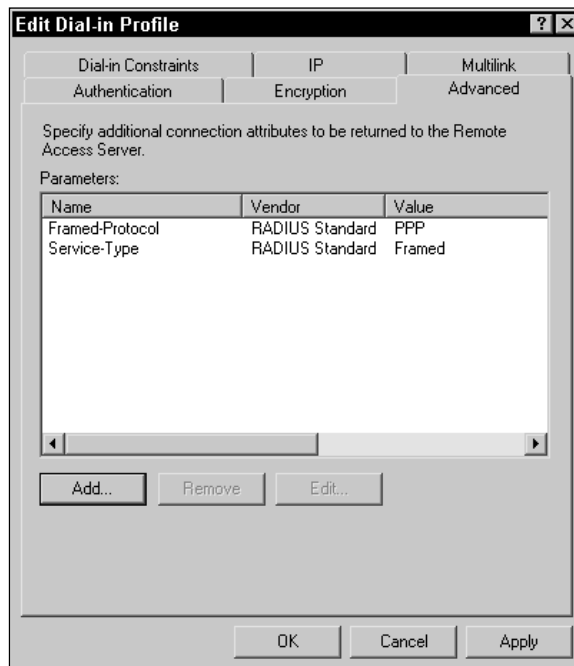 Edit Dial-in Profile
Dial-in Constraints IP Multilink
Authentication Encryption Advanced
Specify additional connection attributes to be returned to the Remote
Access Server.
Parameters:
Name Vendor Value
Framed-Protocol RADIUS Standard PPP
Service-Type RADIUS Standard Framed
Add... Remove Edit...
OK Cancel Apply